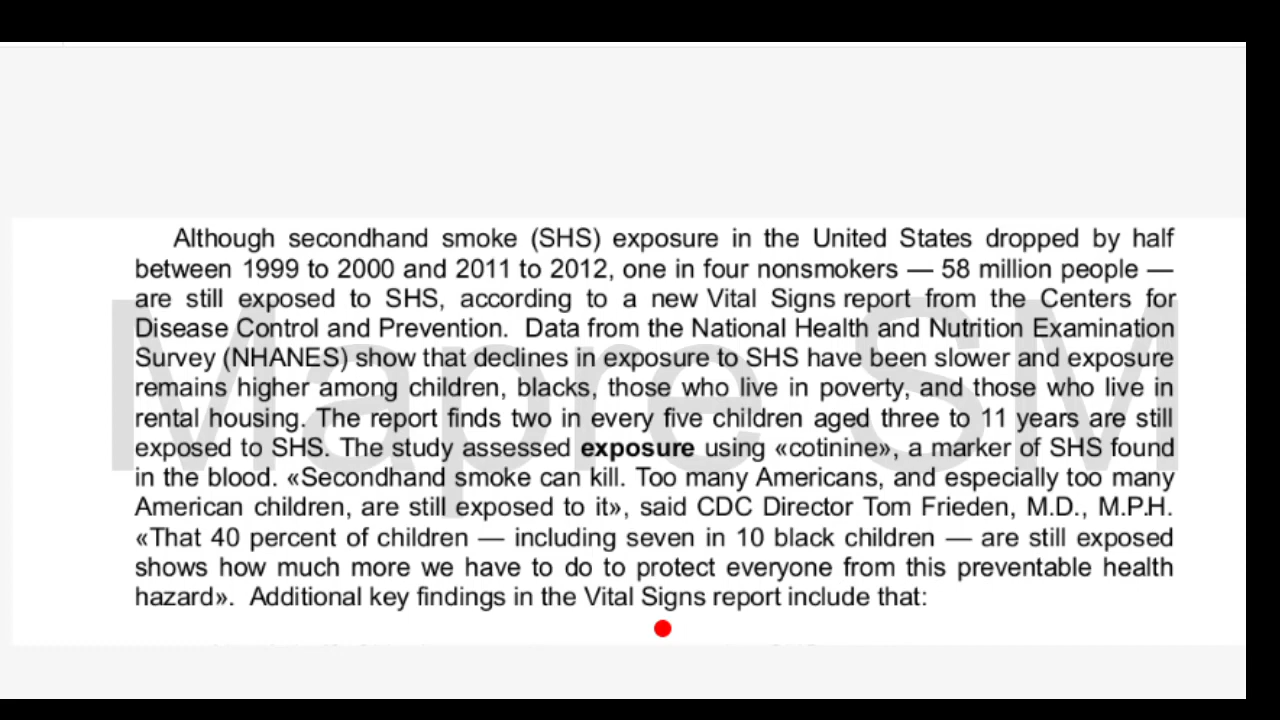 Although secondhand smoke (SHS) exposure in the United States dropped by half
between 1999 to 2000 and 2011 to 2012, one in four nonsmokers — 58 million people —
are still exposed to SHS, according to a new Vital Signs report from the Centers for
Disease Control and Prevention.  Data from the National Health and Nutrition Examination
Survey (NHANES) show that declines in exposure to SHS have been slower and exposure
remains higher among children, blacks, those who live in poverty, and those who live in
rental housing. The report finds two in every five children aged three to 11 years are still
exposed to SHS. The study assessed exposure using «cotinine», a marker of SHS found
in the blood. «Secondhand smoke can kill. Too many Americans, and especially too many
American children, are still exposed to it», said CDC Director Tom Frieden, M.D., M.P.H.
«That 40 percent of children — including seven in 10 black children — are still exposed
shows how much more we have to do to protect everyone from this preventable health
hazard».  Additional key findings in the Vital Signs report include that:
Mapre SM